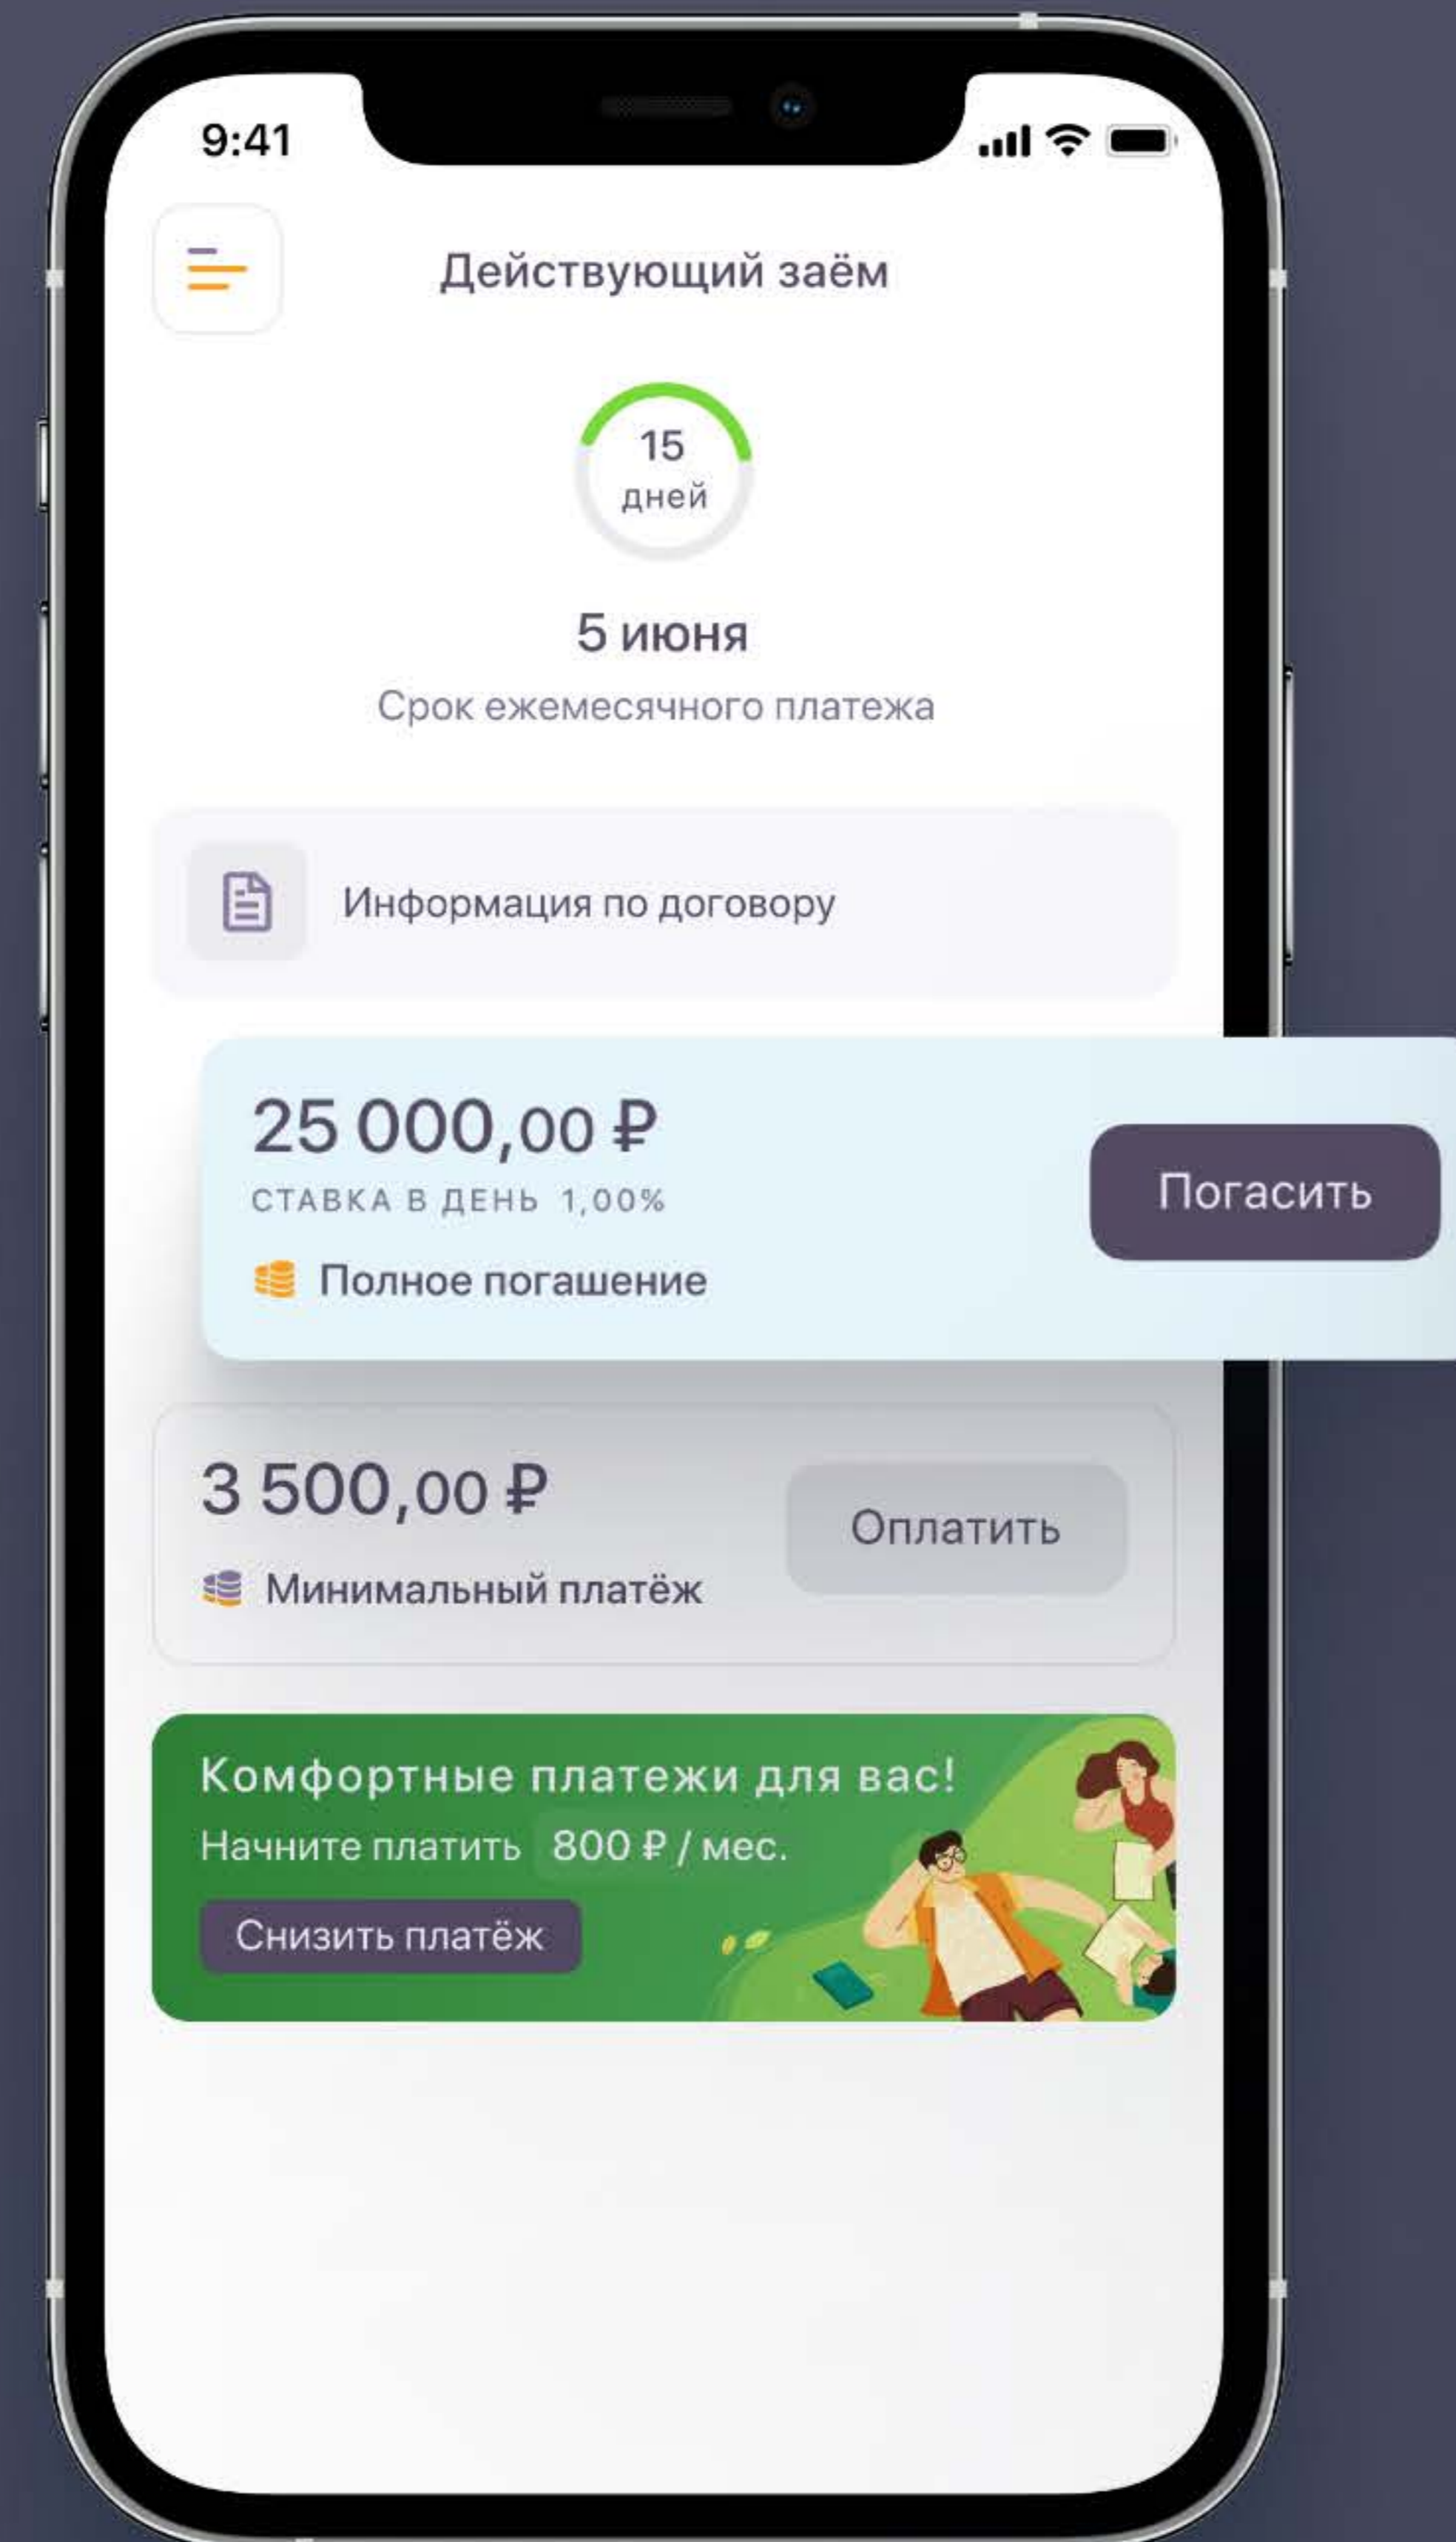 9:41
Действующий заём
15
дней
5 июня
Срок ежемесячного платежа
Информация по договору
25 000,00 ₽
СТАВКА В ДЕНЬ 1,00%
Полное погашение
Погасить
3 500,00 ₽
Минимальный платёж
Оплатить
Комфортные платежи для вас!
Начните платить 800 ₽ / мес.
Снизить платёж